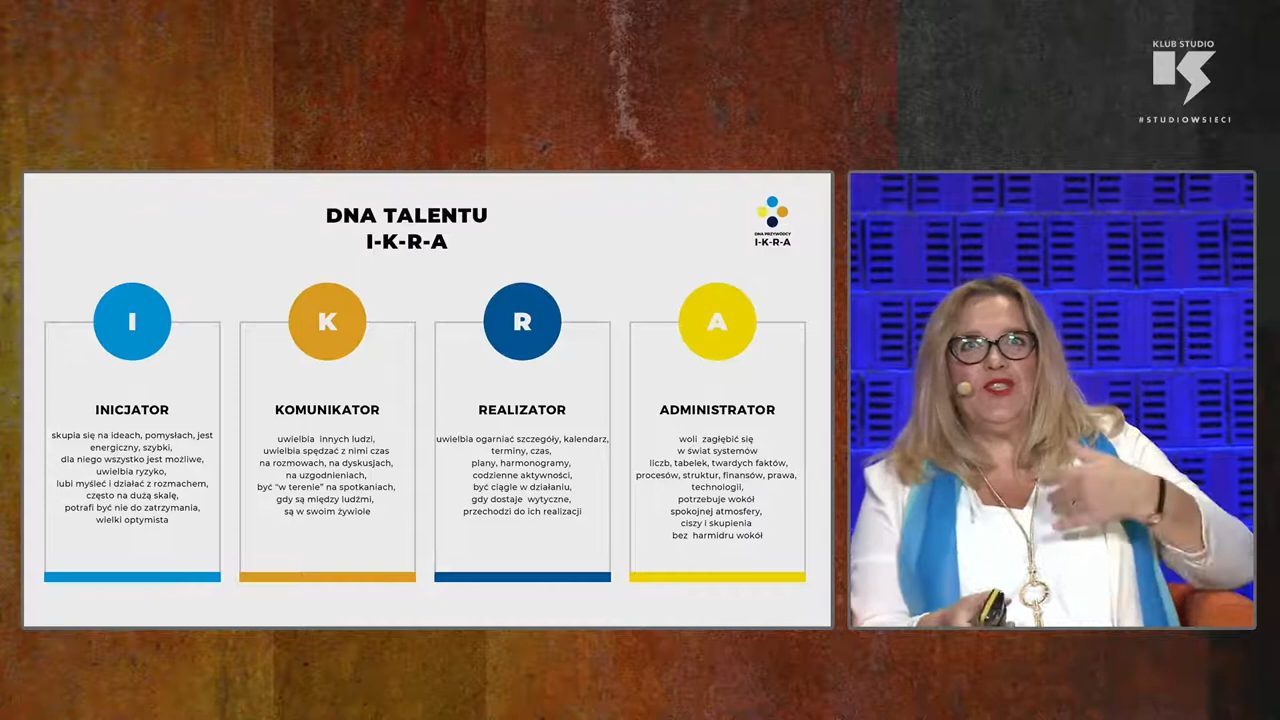 KLUB STUDIO
#STUDIOWSIECI
DNA TALENTU
I-K-R-A
DNA PRZYWÓDCY
I-K-R-A
I
INICJATOR
skupia się na ideach, pomysłach, jest
energiczny, szybki,
dla niego wszystko jest możliwe,
uwielbia ryzyko,
lubi myśleć i działać z rozmachem,
często na dużą skalę,
potrafi być nie do zatrzymania,
wielki optymista
K
KOMUNIKATOR
uwielbia innych ludzi,
uwielbia spędzać z nimi czas
na rozmowach, na dyskusjach,
na uzgodnieniach,
być "w terenie" na spotkaniach,
gdy są między ludźmi,
są w swoim żywiole
R
REALIZATOR
uwielbia ogarniać szczegóły, kalendarz,
terminy, czas,
plany, harmonogramy,
codzienne aktywności,
być ciągle w działaniu,
gdy dostaje wytyczne,
przechodzi do ich realizacji
A
ADMINISTRATOR
woli zagłębić się
w świat systemów
liczb, tabelek, twardych faktów,
procesów, struktur, finansów, prawa,
technologii,
potrzebuje wokół
spokojnej atmosfery,
ciszy i skupienia
bez harmidru wokół